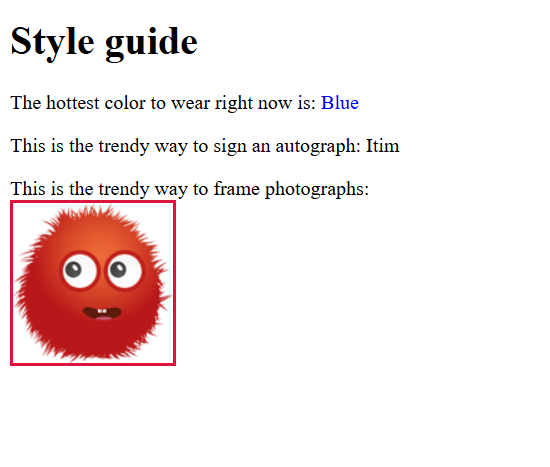 Style guide
The hottest color to wear right now is: Blue
This is the trendy way to sign an autograph: Itim
This is the trendy way to frame photographs: